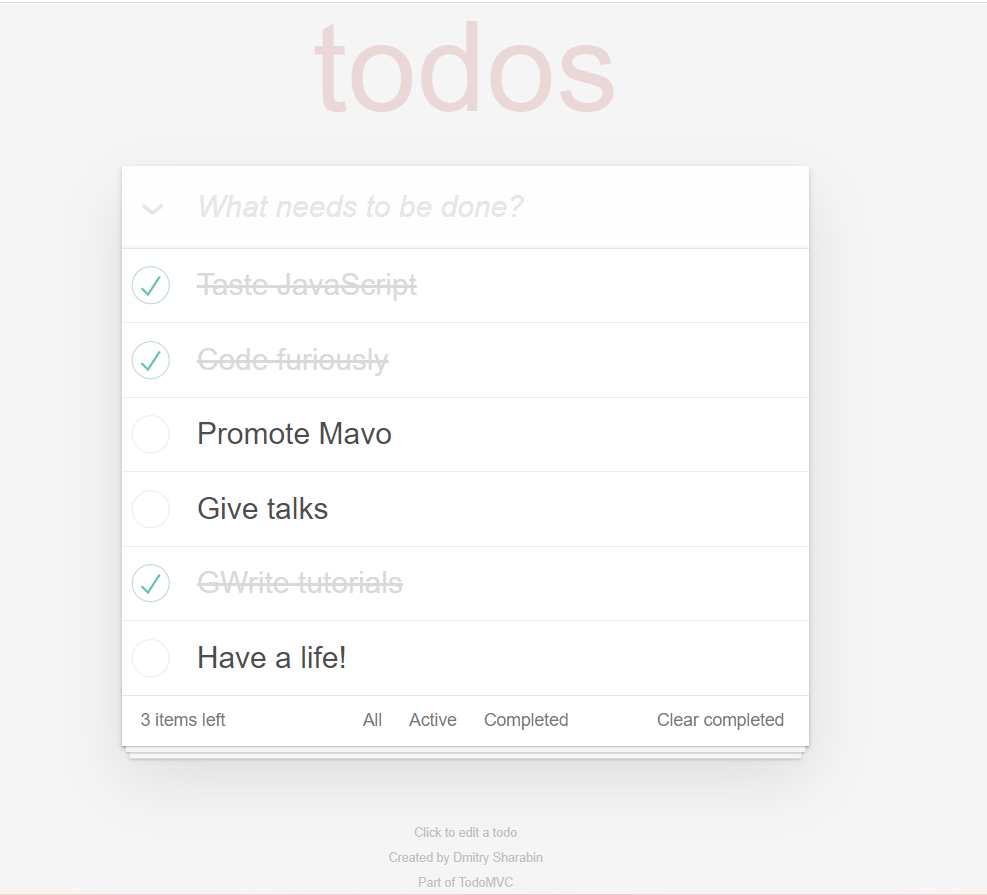 todos
What needs to be done?
Taste JavaScript
Code furiously
Promote Mavo
Give talks
GWrite tutorials
Have a life!
3 items left All Active Completed Clear completed
Click to edit a todo
Created by Dmitry Sharabin
Part of TodoMVC